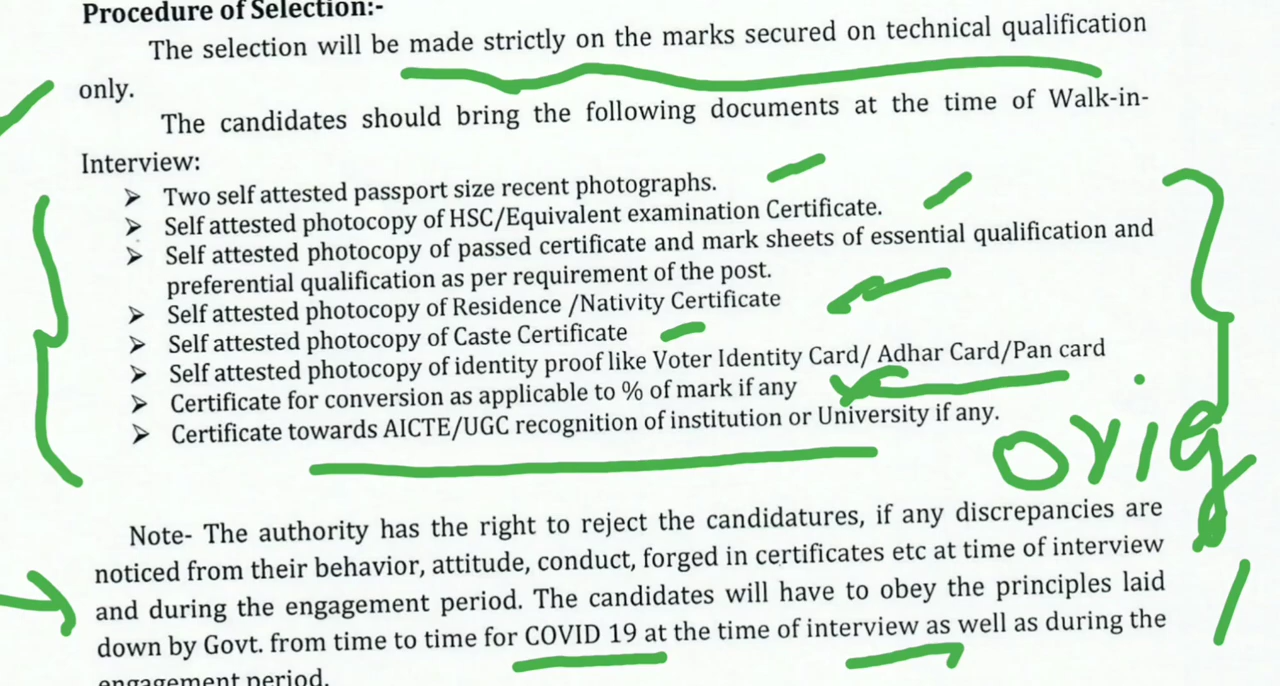 Procedure of Selection:-
The selection will be made strictly on the marks secured on technical qualification
only.
The candidates should bring the following documents at the time of Walk-in-
Interview:
➢ Two self attested passport size recent photographs.
➢ Self attested photocopy of HSC/Equivalent examination Certificate.
➢ Self attested photocopy of passed certificate and mark sheets of essential qualification and
preferential qualification as per requirement of the post.
➢ Self attested photocopy of Residence /Nativity Certificate
➢ Self attested photocopy of Caste Certificate
➢ Self attested photocopy of identity proof like Voter Identity Card/ Adhar Card/Pan card
➢ Certificate for conversion as applicable to % of mark if any
➢ Certificate towards AICTE/UGC recognition of institution or University if any.
orig
Note- The authority has the right to reject the candidatures, if any discrepancies are
noticed from their behavior, attitude, conduct, forged in certificates etc at time of interview
and during the engagement period. The candidates will have to obey the principles laid
down by Govt. from time to time for COVID 19 at the time of interview as well as during the
engagement period.